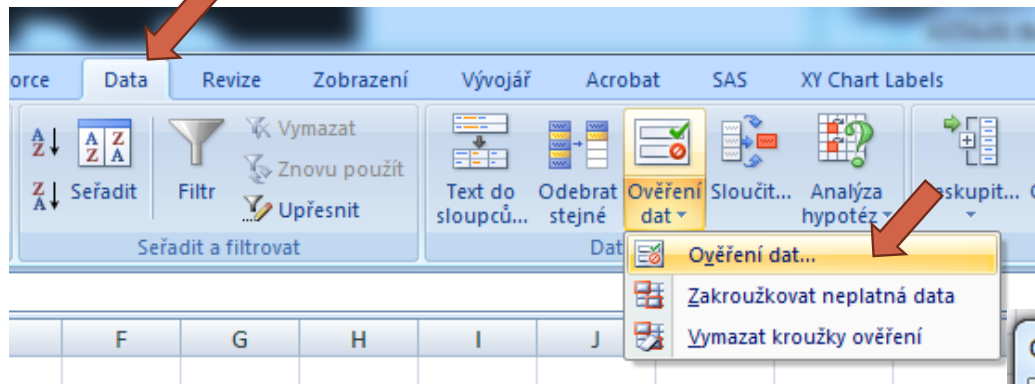 orce Data Revize Zobrazení Vývojář Acrobat SAS XY Chart Labels
Vymazat
Znovu použít
Upřesnit
Seřadit
Filtr
Text do
sloupců...
Odebrat
stejné
Ověření
dat
Sloučit...
Analýza
hypotéz
skupit...
Seřadit a filtrovat
Dat
Ověření dat...
Zakroužkovat neplatná data
Vymazat kroužky ověření
F G H I J